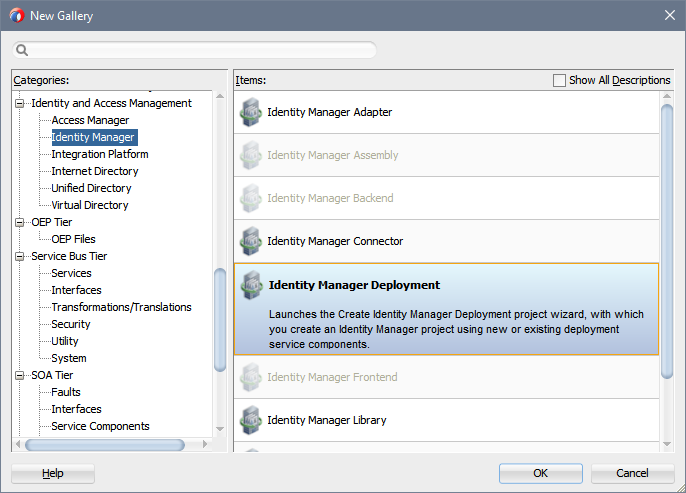 New Gallery
Categories:
Identity and Access Management
Access Manager
Identity Manager
Integration Platform
Internet Directory
Unified Directory
Virtual Directory
OEP Tier
OEP Files
Service Bus Tier
Services
Interfaces
Transformations/Translations
Security
Utility
System
SOA Tier
Faults
Interfaces
Service Components
Items:
Show All Descriptions
Identity Manager Adapter
Identity Manager Assembly
Identity Manager Backend
Identity Manager Connector
Identity Manager Deployment
Launches the Create Identity Manager Deployment project wizard, with which
you create an Identity Manager project using new or existing deployment
service components.
Identity Manager Frontend
Identity Manager Library
Help
OK
Cancel